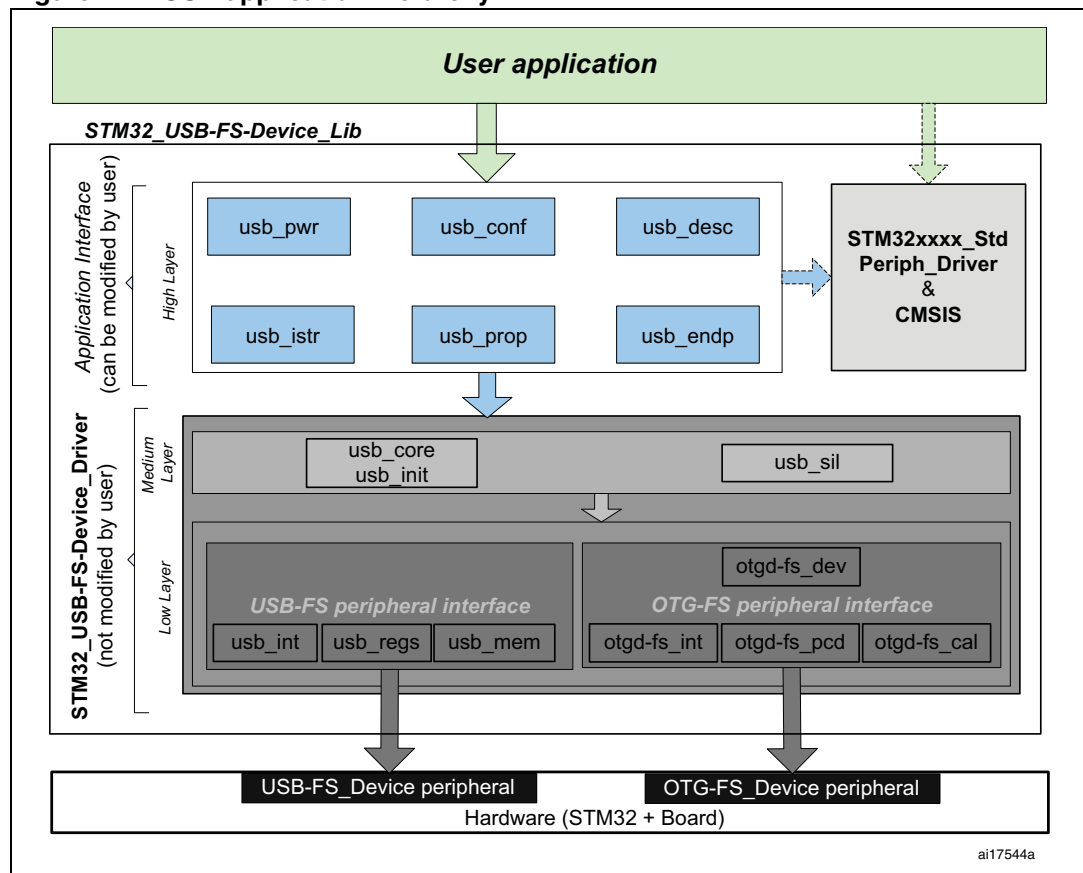 User application
STM32_USB-FS-Device_Lib
Application Interface
(can be modified by user)
High Layer
usb_pwr
usb_conf
usb_desc
usb_istr
usb_prop
usb_endp
STM32xxxx_Std
Periph_Driver
&
CMSIS
STM32_USB-FS-Device_Driver
(not modified by user)
Medium
Layer
usb_core
usb_init
usb_sil
Low Layer
USB-FS peripheral interface
usb_int
usb_regs
usb_mem
otgd-fs_dev
OTG-FS peripheral interface
otgd-fs_int
otgd-fs_pcd
otgd-fs_cal
USB-FS_Device peripheral
OTG-FS_Device peripheral
Hardware (STM32 + Board)
ai17544a